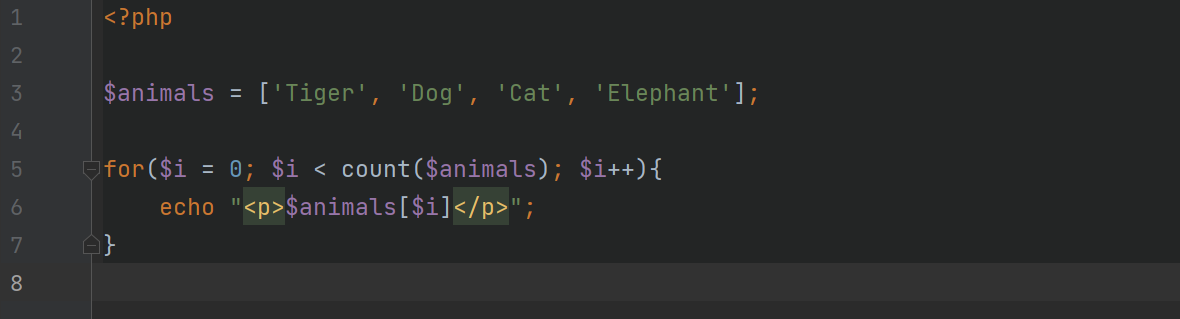 1 <?php
2
3 $animals = ['Tiger', 'Dog', 'Cat', 'Elephant'];
4
5 for($i = 0; $i < count($animals); $i++){
6     echo "<p>$animals[$i]</p>";
7 }
8